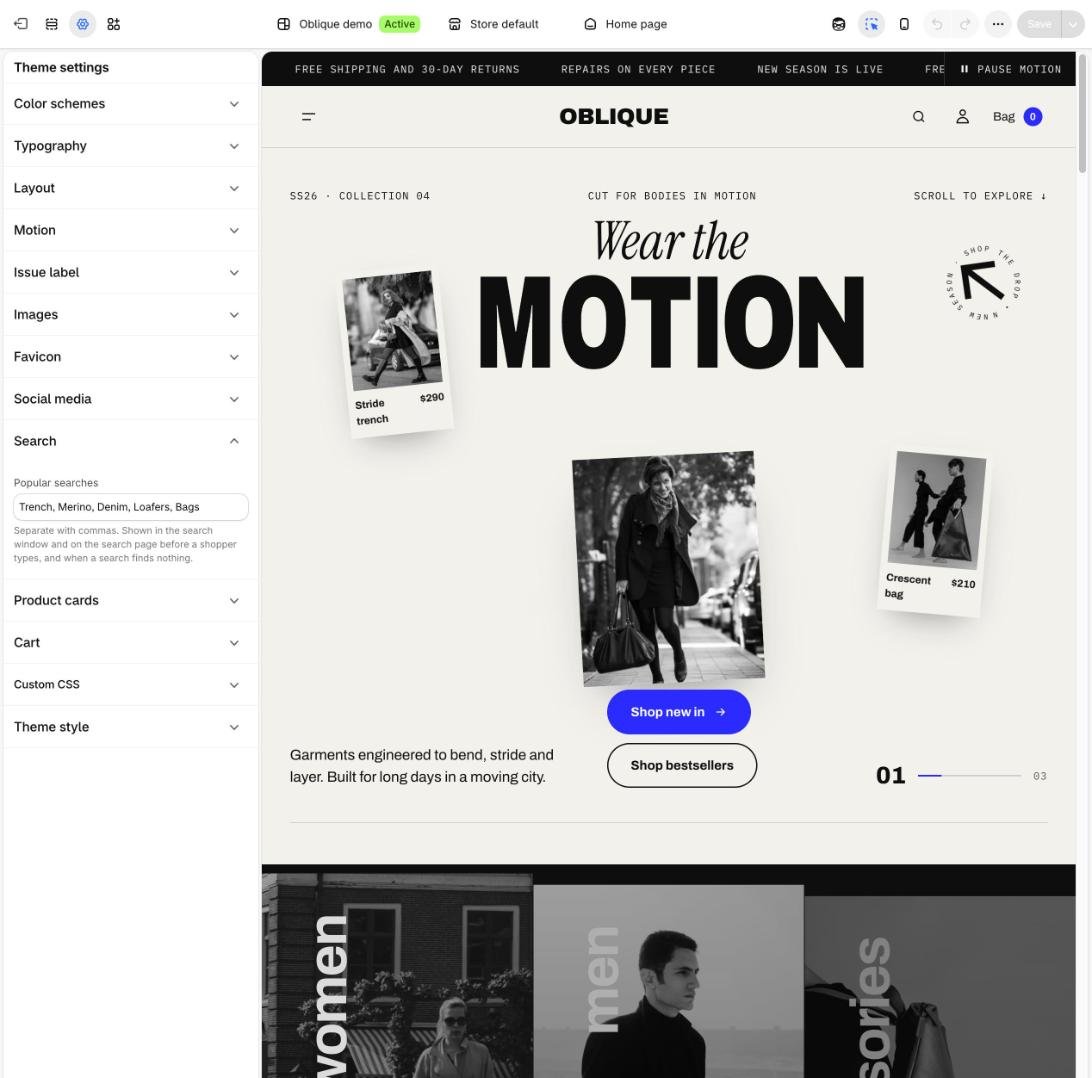 Oblique demo Active
Store default
Home page
Save
Theme settings
Color schemes
Typography
Layout
Motion
Issue label
Images
Favicon
Social media
Search
Popular searches
Trench, Merino, Denim, Loafers, Bags
Separate with commas. Shown in the search
window and on the search page before a shopper
types, and when a search finds nothing.
Product cards
Cart
Custom CSS
Theme style
FREE SHIPPING AND 30-DAY RETURNS
REPAIRS ON EVERY PIECE
NEW SEASON IS LIVE
FRE
PAUSE MOTION
OBLIQUE
Bag 0
SS26 · COLLECTION 04
CUT FOR BODIES IN MOTION
SCROLL TO EXPLORE ↓
Wear the
MOTION
SHOP THE DROP · N NEW SEASON ·
Stride $290
trench
Crescent $210
bag
Shop new in →
Shop bestsellers
Garments engineered to bend, stride and
layer. Built for long days in a moving city.
01
03
women
men
sories